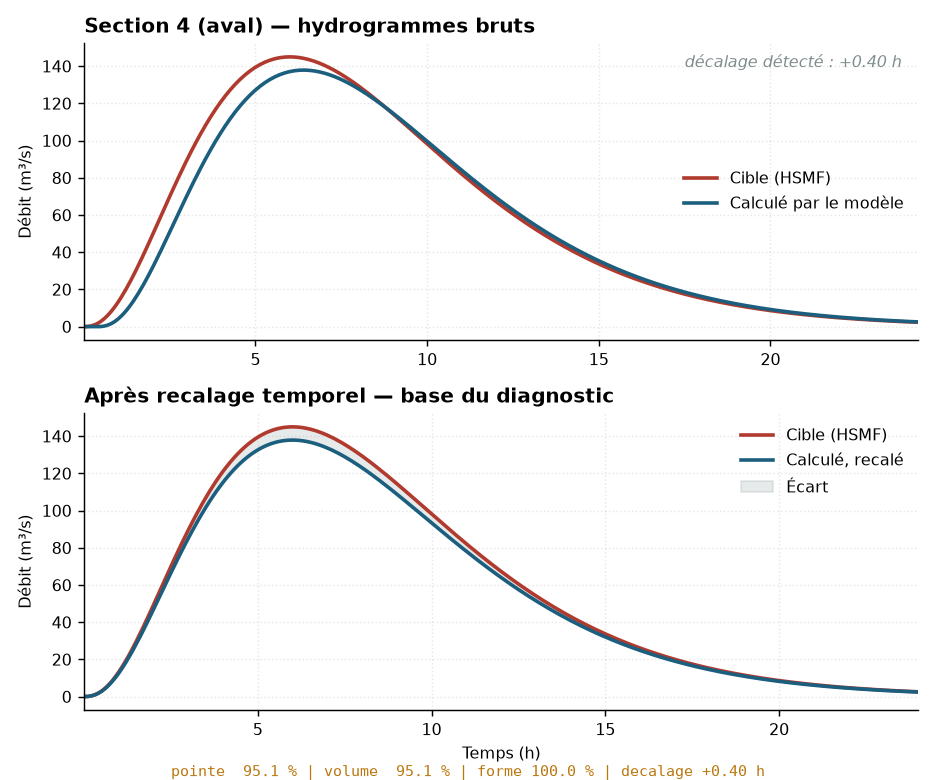 Section 4 (aval) — hydrogrammes bruts
décalage détecté : +0.40 h
140
120
100
80
60
40
20
0
Débit (m³/s)
Cible (HSMF)
Calculé par le modèle
5
10
15
20
Après recalage temporel — base du diagnostic
140
120
100
80
60
40
20
0
Débit (m³/s)
Cible (HSMF)
Calculé, recalé
Écart
5
10
15
20
Temps (h)
pointe  95.1 % | volume  95.1 % | forme 100.0 % | decalage +0.40 h